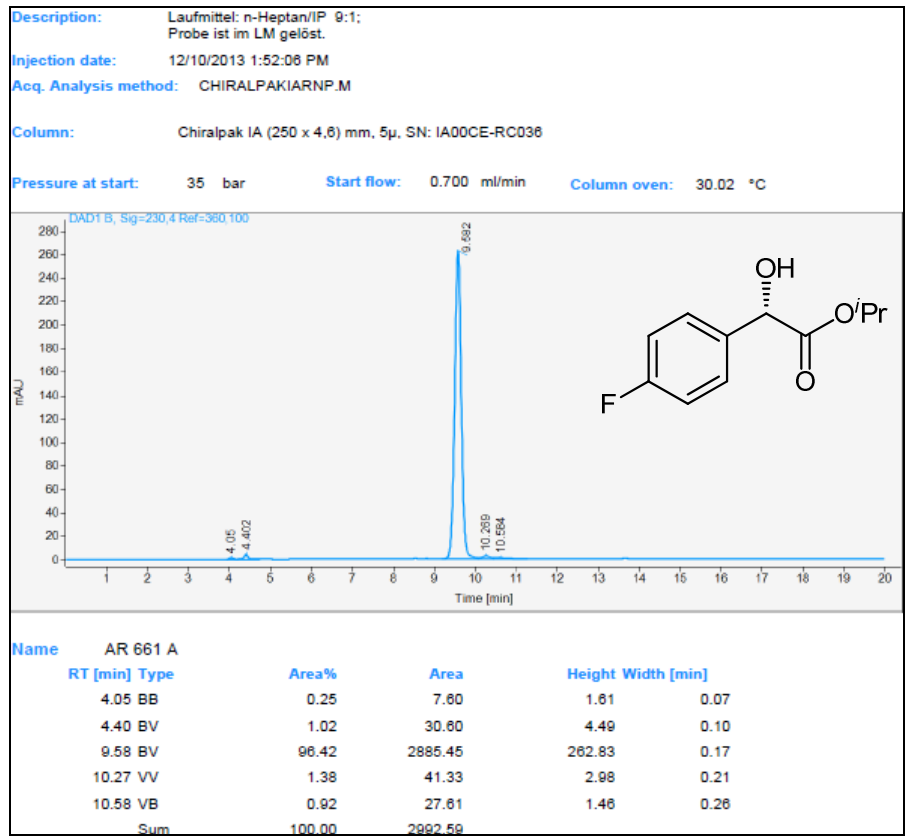 Description: Laufmittel: n-Heptan/IP 9:1;
Probe ist im LM gelöst.
Injection date: 12/10/2013 1:52:06 PM
Acq. Analysis method: CHIRALPAKIARNP.M
Column: Chiralpak IA (250 x 4,6) mm, 5µ, SN: IA00CE-RC036
Pressure at start: 35 bar Start flow: 0.700 ml/min Column oven: 30.02 °C
DAD1 B, Sig=230,4 Ref=360,100
280
260
240
220
200
180
160
140
120
100
80
60
40
20
0
mAU
4.05
4.402
9.582
10.269
10.584
OH
OiPr
O
F
1 2 3 4 5 6 7 8 9 10 11 12 13 14 15 16 17 18 19 20
Time [min]
Name AR 661 A
RT [min] Type Area% Area Height Width [min]
4.05 BB 0.25 7.60 1.61 0.07
4.40 BV 1.02 30.60 4.49 0.10
9.58 BV 96.42 2885.45 262.83 0.17
10.27 VV 1.38 41.33 2.98 0.21
10.58 VB 0.92 27.61 1.46 0.26
Sum 100.00 2992.59